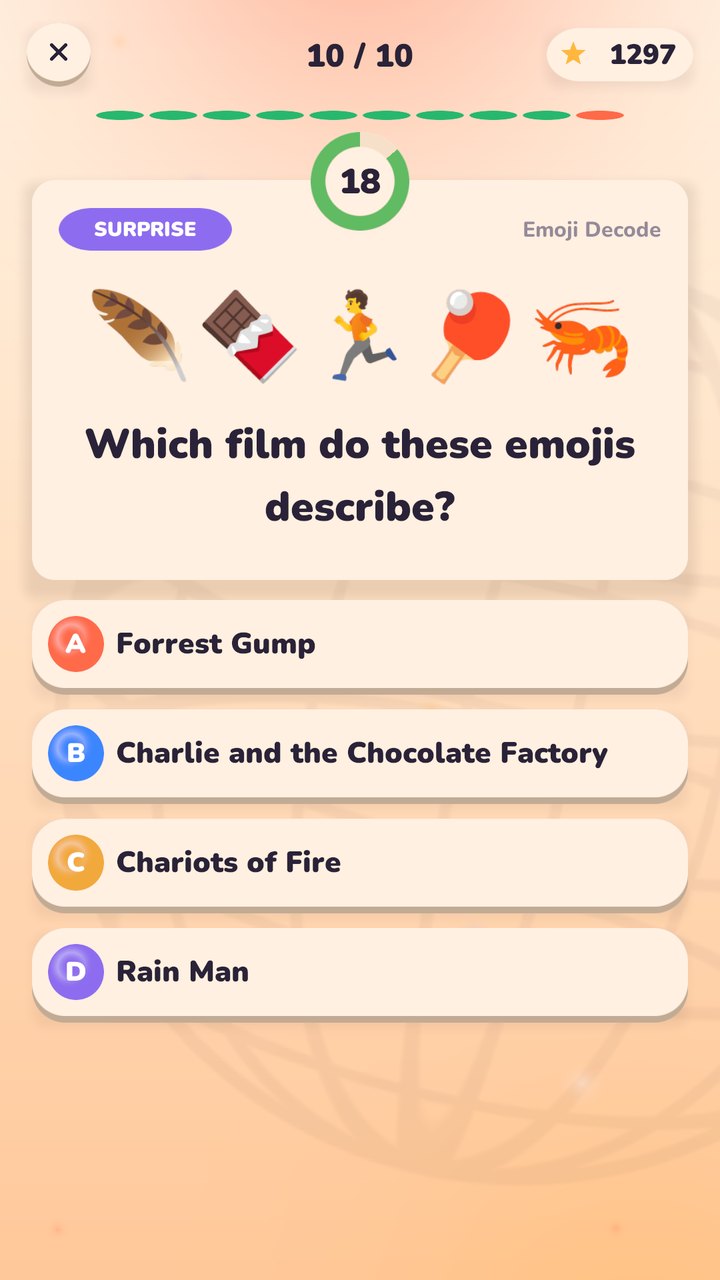 10 / 10
1297
18
SURPRISE
Emoji Decode
Which film do these emojis
describe?
A Forrest Gump
B Charlie and the Chocolate Factory
C Chariots of Fire
D Rain Man